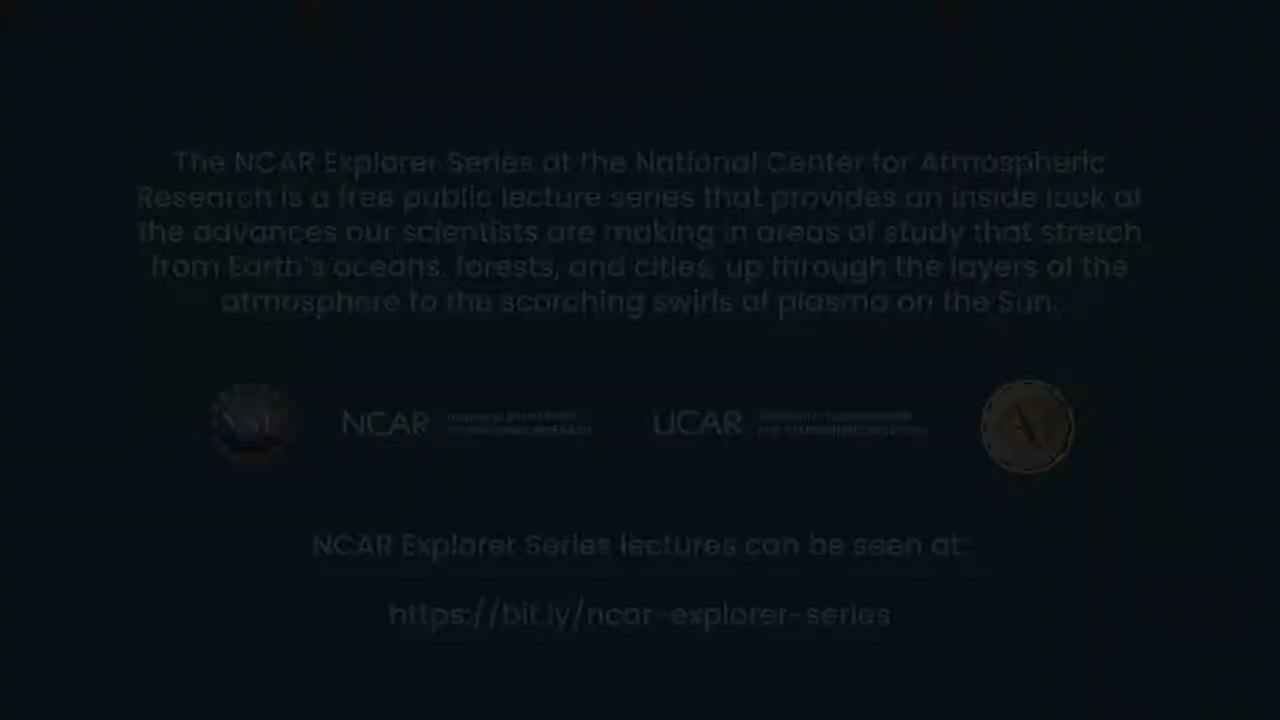 The NCAR Explorer Series at the National Center for Atmospheric
Research is a free public lecture series that provides an inside look at
the advances our scientists are making in areas of study that stretch
from Earth's oceans, forests, and cities, up through the layers of the
atmosphere to the scorching swirls of plasma on the Sun.
NSF
NCAR
UCAR
NCAR Explorer Series lectures can be seen at:
https://bit.ly/ncar-explorer-series